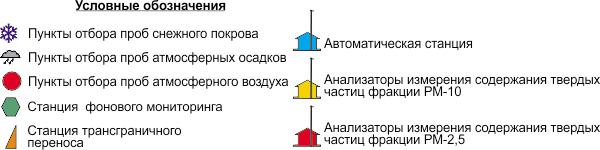 Условные обозначения
Пункты отбора проб снежного покрова
Пункты отбора проб атмосферных осадков
Пункты отбора проб атмосферного воздуха
Станция фонового мониторинга
Станция трансграничного
переноса
Автоматическая станция
Анализаторы измерения содержания твердых
частиц фракции РМ-10
Анализаторы измерения содержания твердых
частиц фракции РМ-2,5